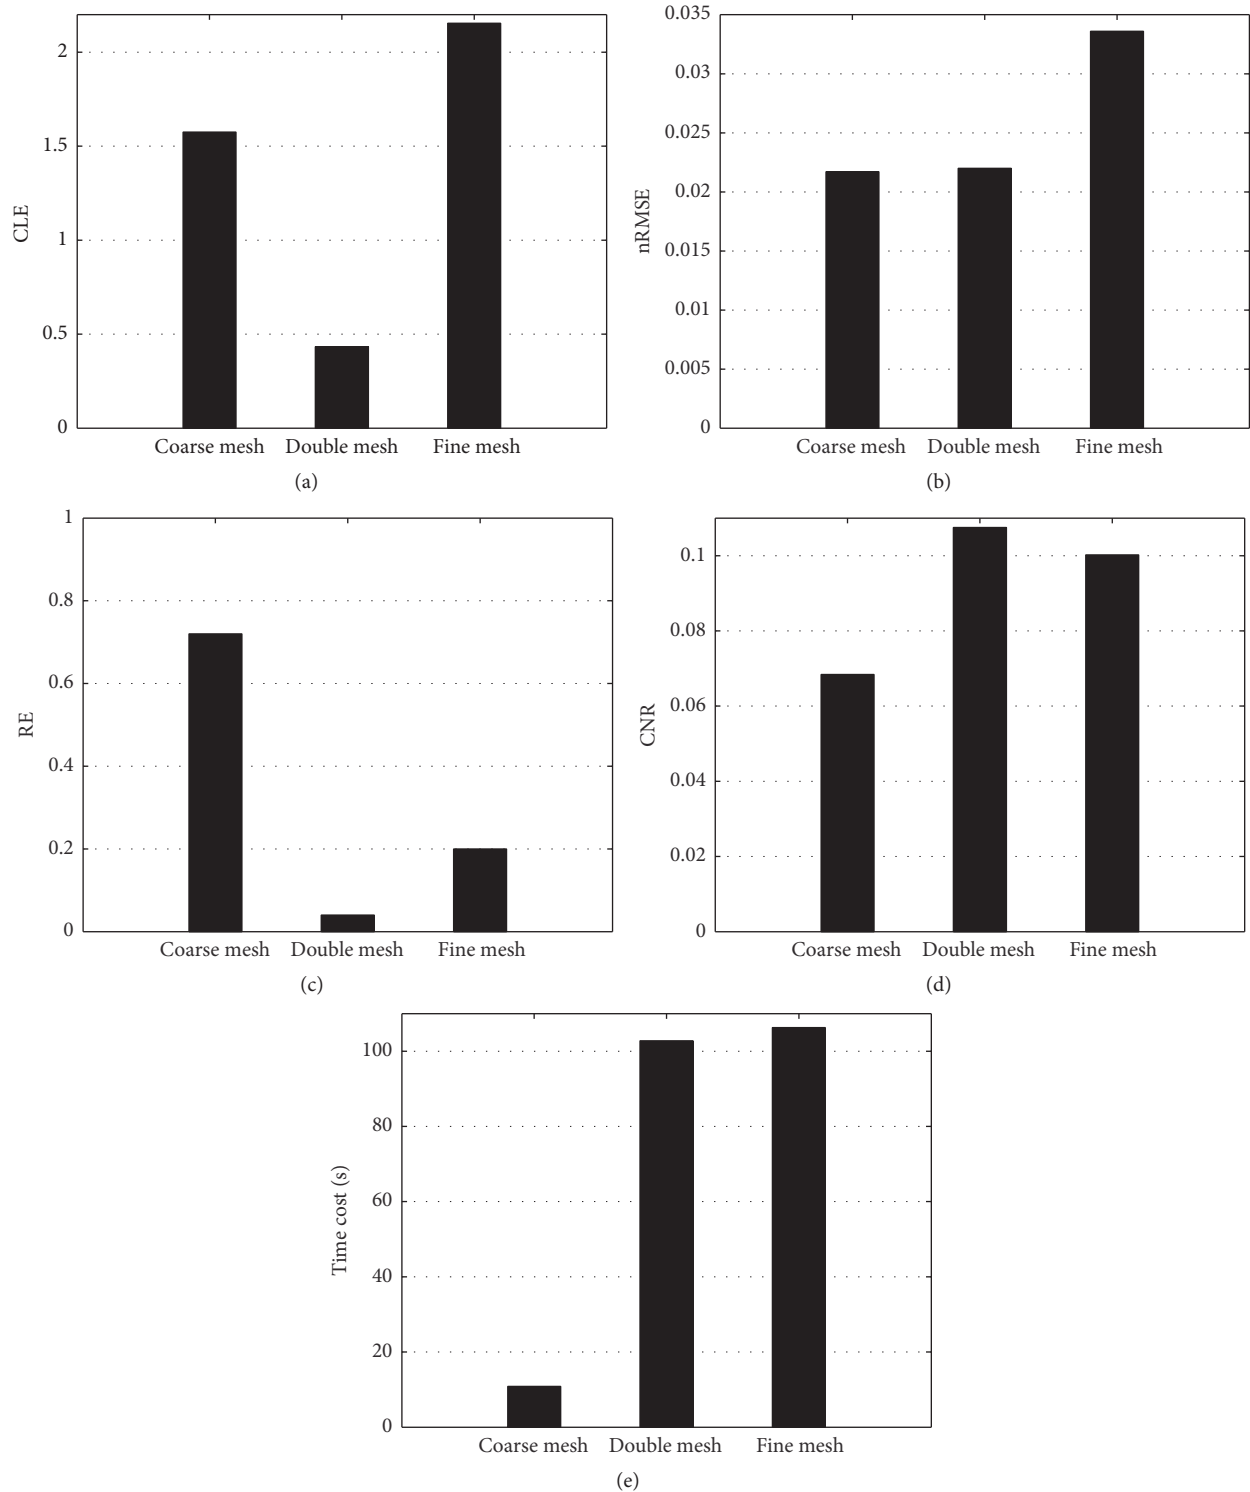 2
1.5
1
0.5
0
CLE
Coarse mesh Double mesh Fine mesh
(a)
0.035
0.03
0.025
0.02
0.015
0.01
0.005
0
nRMSE
Coarse mesh Double mesh Fine mesh
(b)
1
0.8
0.6
0.4
0.2
0
RE
Coarse mesh Double mesh Fine mesh
(c)
0.1
0.08
0.06
0.04
0.02
0
CNR
Coarse mesh Double mesh Fine mesh
(d)
100
80
60
40
20
0
Time cost (s)
Coarse mesh Double mesh Fine mesh
(e)